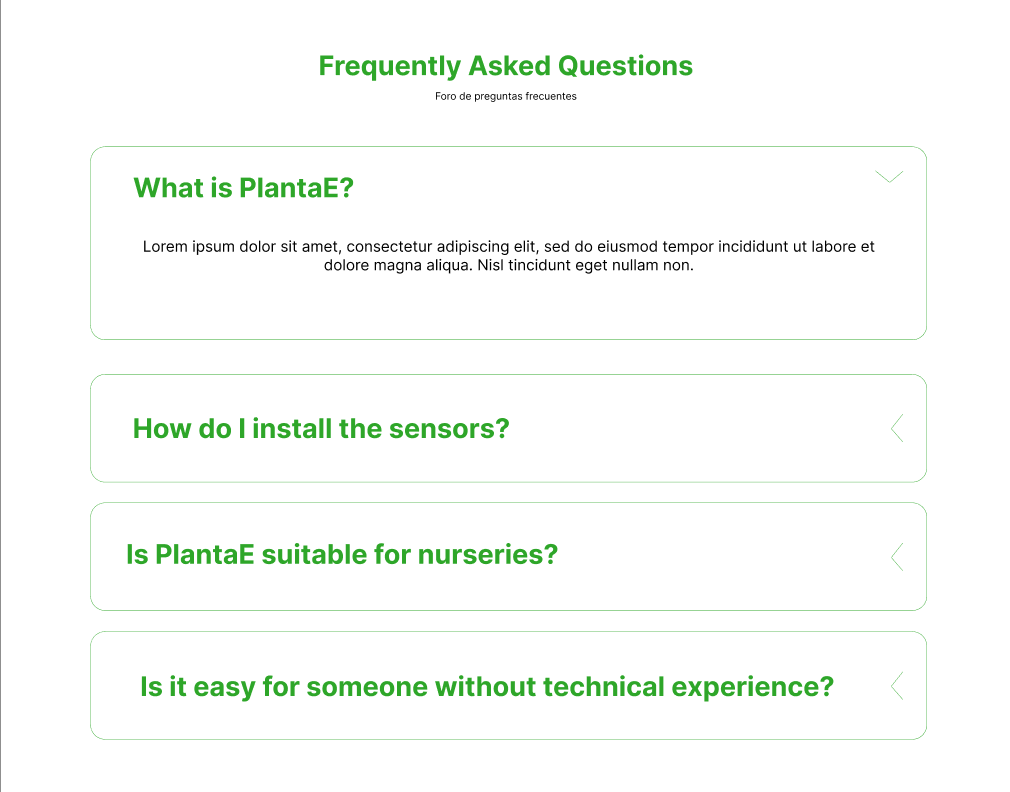 Frequently Asked Questions
Foro de preguntas frecuentes
What is PlantaE?
Lorem ipsum dolor sit amet, consectetur adipiscing elit, sed do eiusmod tempor incididunt ut labore et
dolore magna aliqua. Nisl tincidunt eget nullam non.
How do I install the sensors?
Is PlantaE suitable for nurseries?
Is it easy for someone without technical experience?